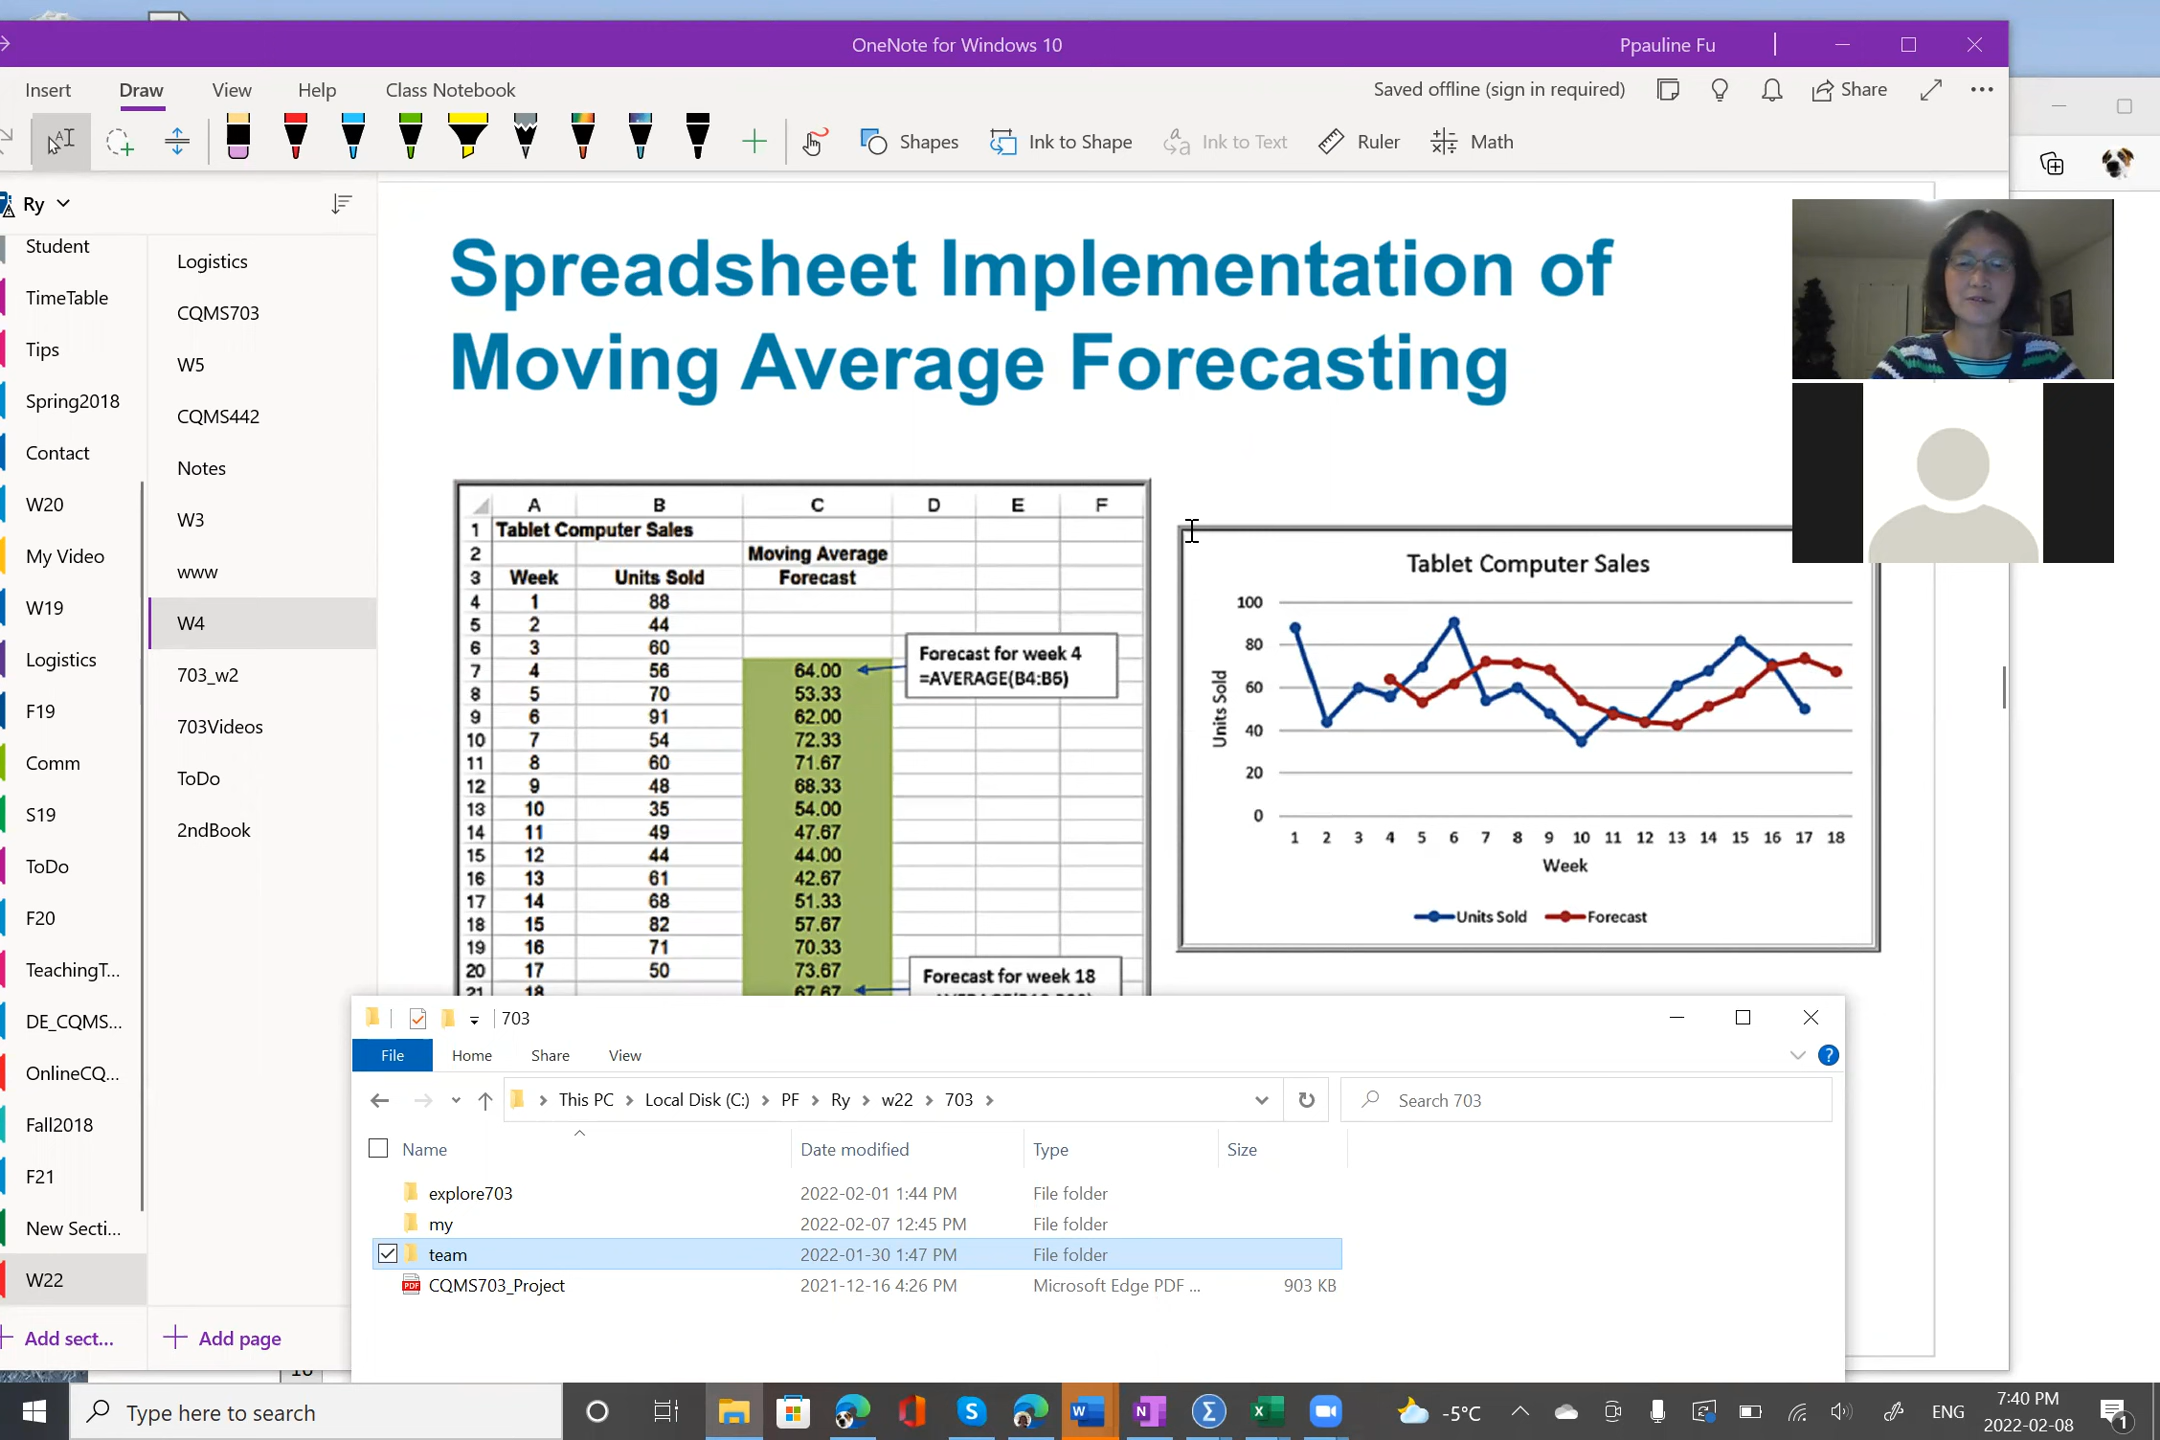 OneNote for Windows 10
Ppauline Fu
Insert
Draw
View
Help
Class Notebook
Saved offline (sign in required)
Share
Shapes
Ink to Shape
Ink to Text
Ruler
Math
Ry
Student
TimeTable
Tips
Spring2018
Contact
W20
My Video
W19
Logistics
F19
Comm
S19
ToDo
F20
TeachingT...
DE_CQMS...
OnlineCQ...
Fall2018
F21
New Secti...
W22
Add sect...
Logistics
CQMS703
W5
CQMS442
Notes
W3
www
W4
703_w2
703Videos
ToDo
2ndBook
Add page
Spreadsheet Implementation of
Moving Average Forecasting
A B C D E F
1 Tablet Computer Sales
2 Moving Average
3 Week Units Sold Forecast
4 1 88
5 2 44
6 3 60
7 4 56 64.00
8 5 70 53.33
9 6 91 62.00
10 7 54 72.33
11 8 60 71.67
12 9 48 68.33
13 10 35 54.00
14 11 49 47.67
15 12 44 44.00
16 13 61 42.67
17 14 68 51.33
18 15 82 57.67
19 16 71 70.33
20 17 50 73.67
21 18 67.67
Forecast for week 4
=AVERAGE(B4:B6)
Forecast for week 18
Tablet Computer Sales
100
80
60
40
20
0
Units Sold
1 2 3 4 5 6 7 8 9 10 11 12 13 14 15 16 17 18
Week
Units Sold Forecast
703
File Home Share View
This PC Local Disk (C:) PF Ry w22 703
Search 703
Name Date modified Type Size
explore703 2022-02-01 1:44 PM File folder
my 2022-02-07 12:45 PM File folder
team 2022-01-30 1:47 PM File folder
CQMS703_Project 2021-12-16 4:26 PM Microsoft Edge PDF ... 903 KB
Type here to search
-5°C
ENG
7:40 PM
2022-02-08
1